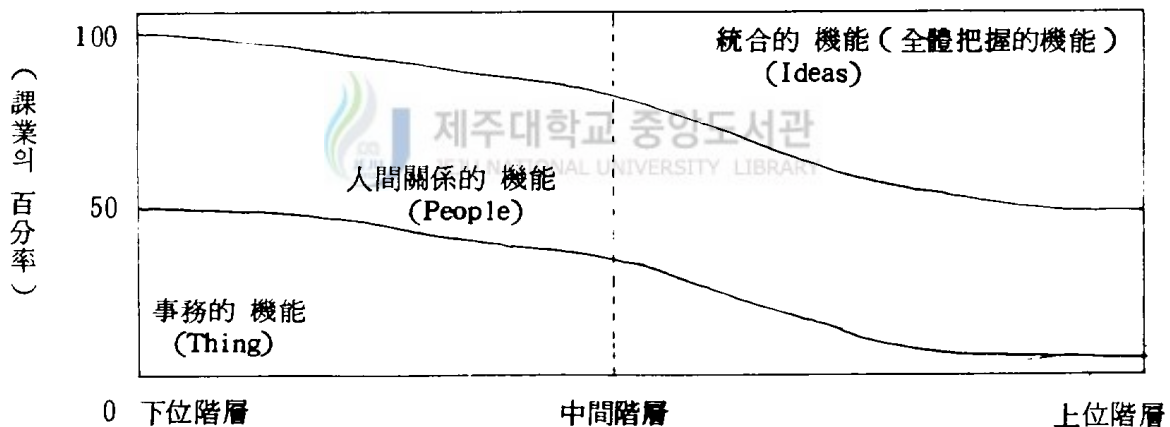 100
統合的 機能 (全體把握的機能)
(Ideas)
제주대학교 중앙도서관
JEJU NATIONAL UNIVERSITY LIBRARY
人間關係的 機能
(People)
50
(課業의 百分率)
事務的 機能
(Thing)
0 下位階層 中間階層 上位階層